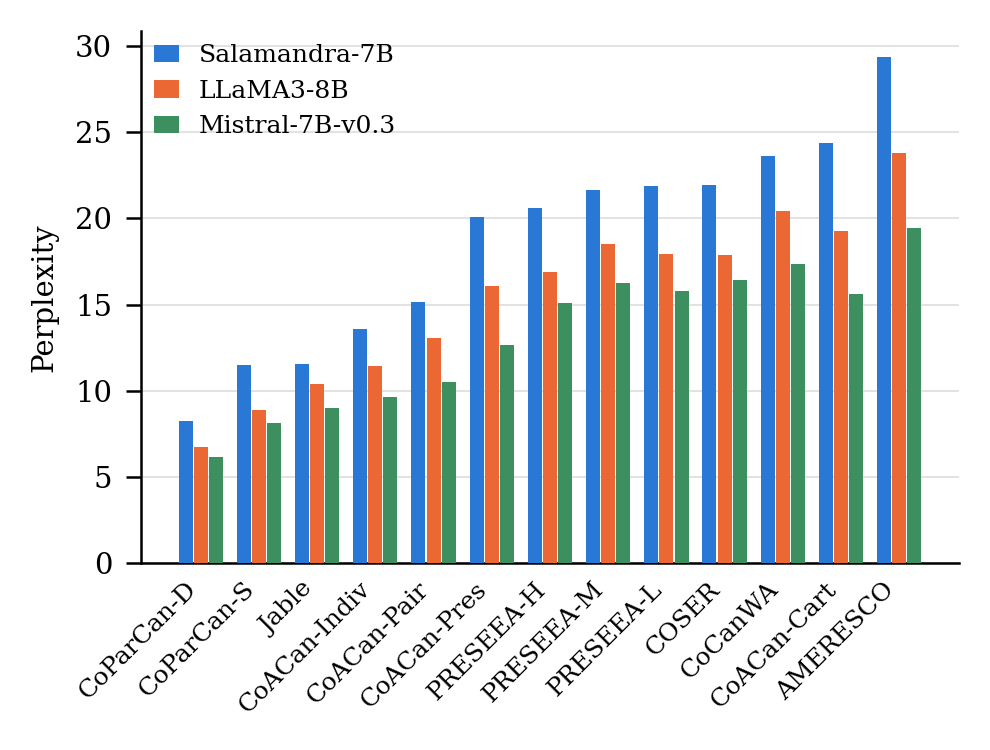 Salamandra-7B
LLaMA3-8B
Mistral-7B-v0.3
Perplexity
30
25
20
15
10
5
0
CoParCan-D
CoParCan-S
Jable
CoACan-Indiv
CoACan-Pair
CoACan-Pres
PRESEEA-H
PRESEEA-M
PRESEEA-L
COSER
CoCanWA
CoACan-Cart
AMERESCO